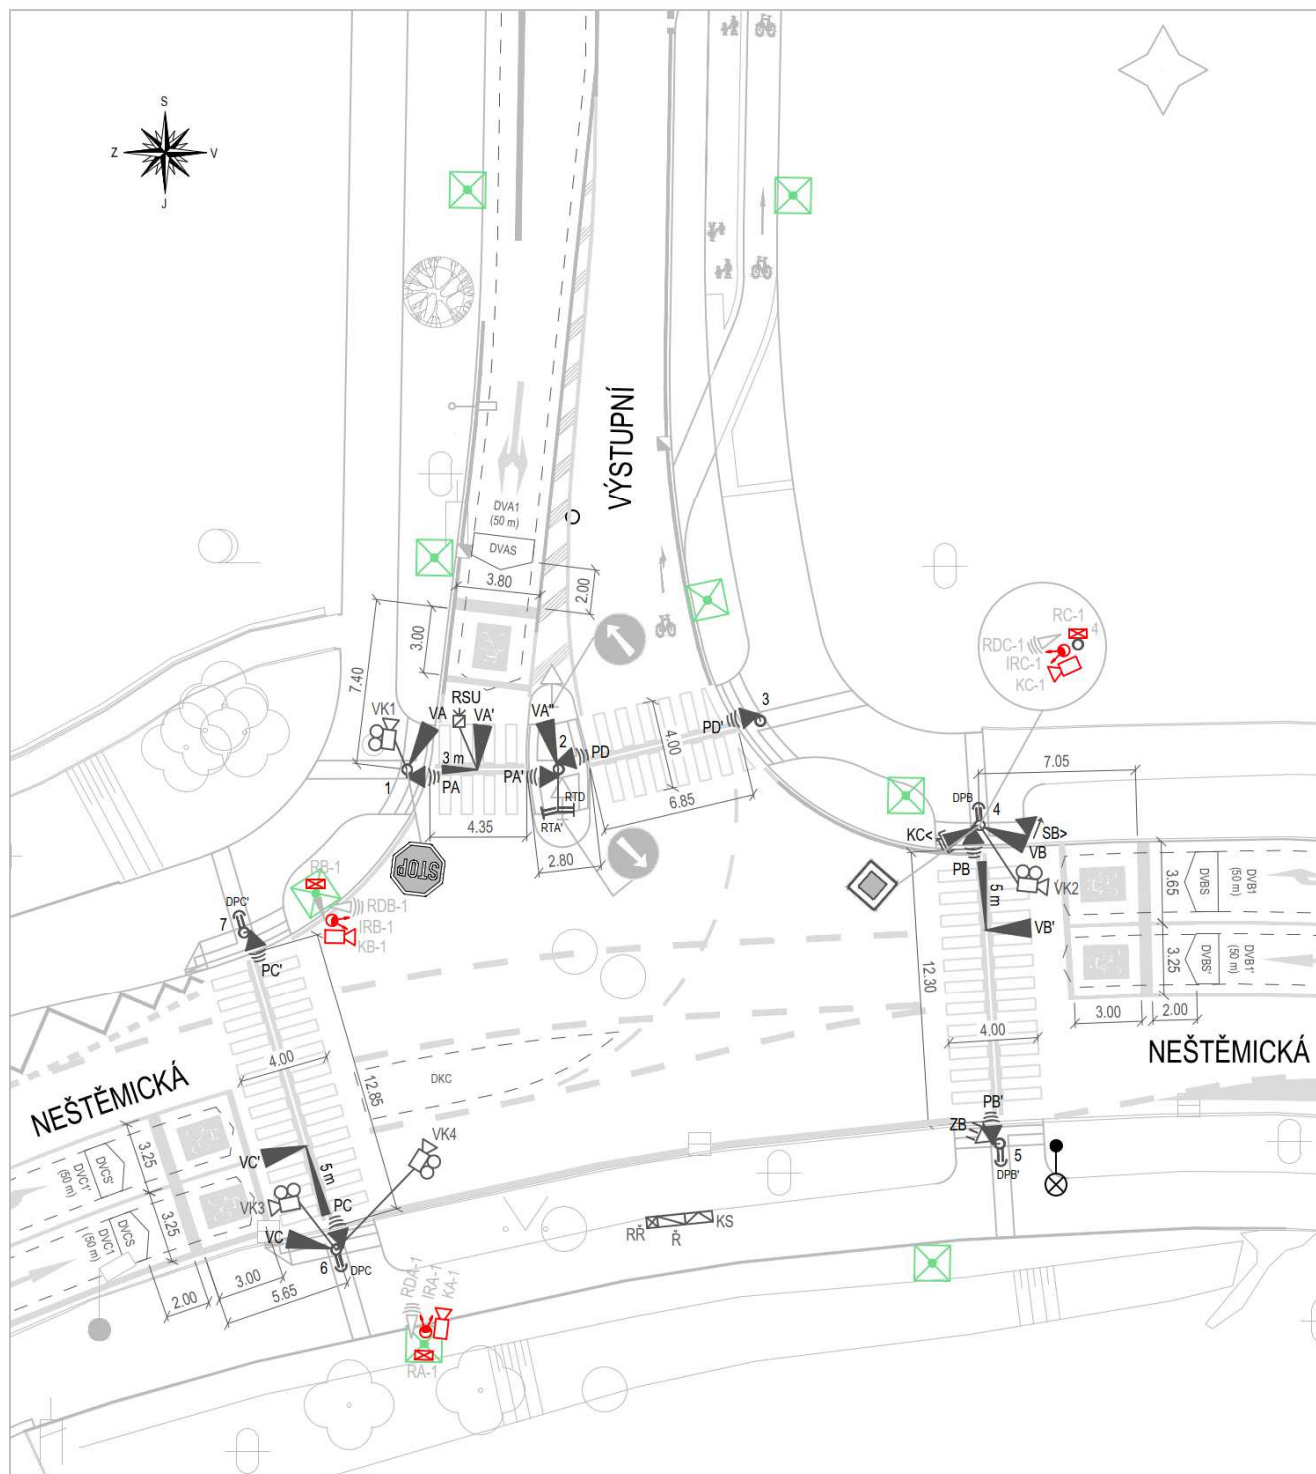 S
Z
V
J
VÝSTUPNÍ
DVA1
(50 m)
DVAS
3.80
2.00
3.00
7.40
VK1
VA
RSU
VA'
VA"
2
3
PD'
PD
4.00
6.85
3 m
1
PA
PA'
RTD
RTA'
4.35
2.80
STOP
RC-1
4
RDC-1
IRC-1
KC-1
7.05
DPB
4
KC<
SB>
VB
PB
VK2
5 m
VB'
3.65
DVBS
DVB1
(50 m)
3.25
DVBS'
DVB1'
(50 m)
12.30
3.00
2.00
4.00
NEŠTĚMICKÁ
PB'
ZB
5
DPB'
RB-1
RDB-1
IRB-1
KB-1
DPC'
7
PC'
4.00
12.85
DKC
NEŠTĚMICKÁ
3.25
DVCS'
DVC1'
(50 m)
3.25
DVCS
DVC1
(50 m)
VC'
5 m
VK4
VK3
PC
VC
6
DPC
3.00
2.00
5.65
RŘ
Ř
KS
RDA-1
IRA-1
KA-1
RA-1